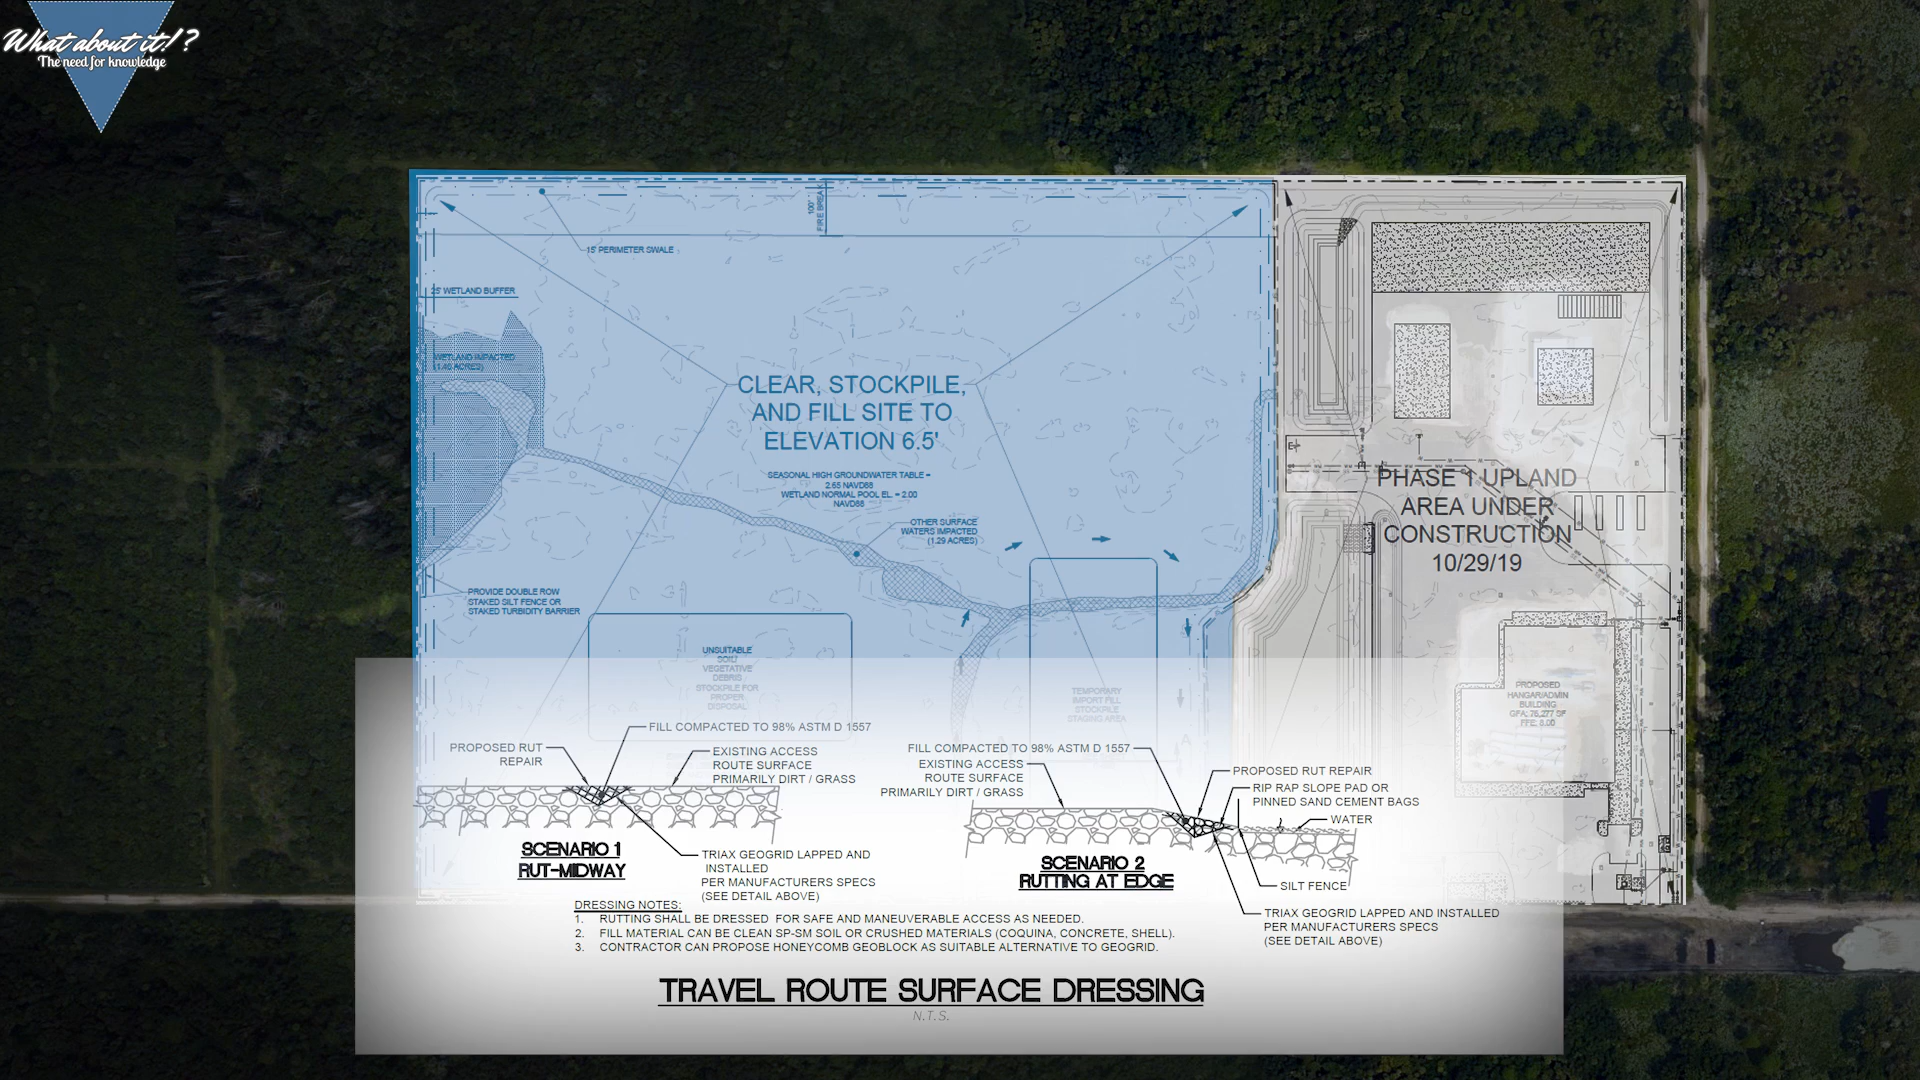 What about it!?
The need for knowledge
100'
FIRE BREAK
15' PERIMETER SWALE
25' WETLAND BUFFER
WETLAND IMPACTED
(1.40 ACRES)
CLEAR, STOCKPILE,
AND FILL SITE TO
ELEVATION 6.5'
SEASONAL HIGH GROUNDWATER TABLE =
2.65 NAVD88
WETLAND NORMAL POOL EL. = 2.00
NAVD88
OTHER SURFACE
WATERS IMPACTED
(1.29 ACRES)
PHASE 1 UPLAND
AREA UNDER
CONSTRUCTION
10/29/19
PROVIDE DOUBLE ROW
STAKED SILT FENCE OR
STAKED TURBIDITY BARRIER
UNSUITABLE
SOIL/
VEGETATIVE
DEBRIS
STOCKPILE FOR
PROPER
DISPOSAL
TEMPORARY
IMPORT FILL
STOCKPILE
STAGING AREA
PROPOSED
HANGAR/ADMIN
BUILDING
GFA: 76,277 SF
FFE: 8.00
PROPOSED RUT
REPAIR
FILL COMPACTED TO 98% ASTM D 1557
EXISTING ACCESS
ROUTE SURFACE
PRIMARILY DIRT / GRASS
SCENARIO 1
RUT-MIDWAY
TRIAX GEOGRID LAPPED AND
INSTALLED
PER MANUFACTURERS SPECS
(SEE DETAIL ABOVE)
FILL COMPACTED TO 98% ASTM D 1557
EXISTING ACCESS
ROUTE SURFACE
PRIMARILY DIRT / GRASS
PROPOSED RUT REPAIR
RIP RAP SLOPE PAD OR
PINNED SAND CEMENT BAGS
WATER
SCENARIO 2
RUTTING AT EDGE
SILT FENCE
TRIAX GEOGRID LAPPED AND INSTALLED
PER MANUFACTURERS SPECS
(SEE DETAIL ABOVE)
DRESSING NOTES:
1. RUTTING SHALL BE DRESSED FOR SAFE AND MANEUVERABLE ACCESS AS NEEDED.
2. FILL MATERIAL CAN BE CLEAN SP-SM SOIL OR CRUSHED MATERIALS (COQUINA, CONCRETE, SHELL).
3. CONTRACTOR CAN PROPOSE HONEYCOMB GEOBLOCK AS SUITABLE ALTERNATIVE TO GEOGRID.
TRAVEL ROUTE SURFACE DRESSING
N.T.S.